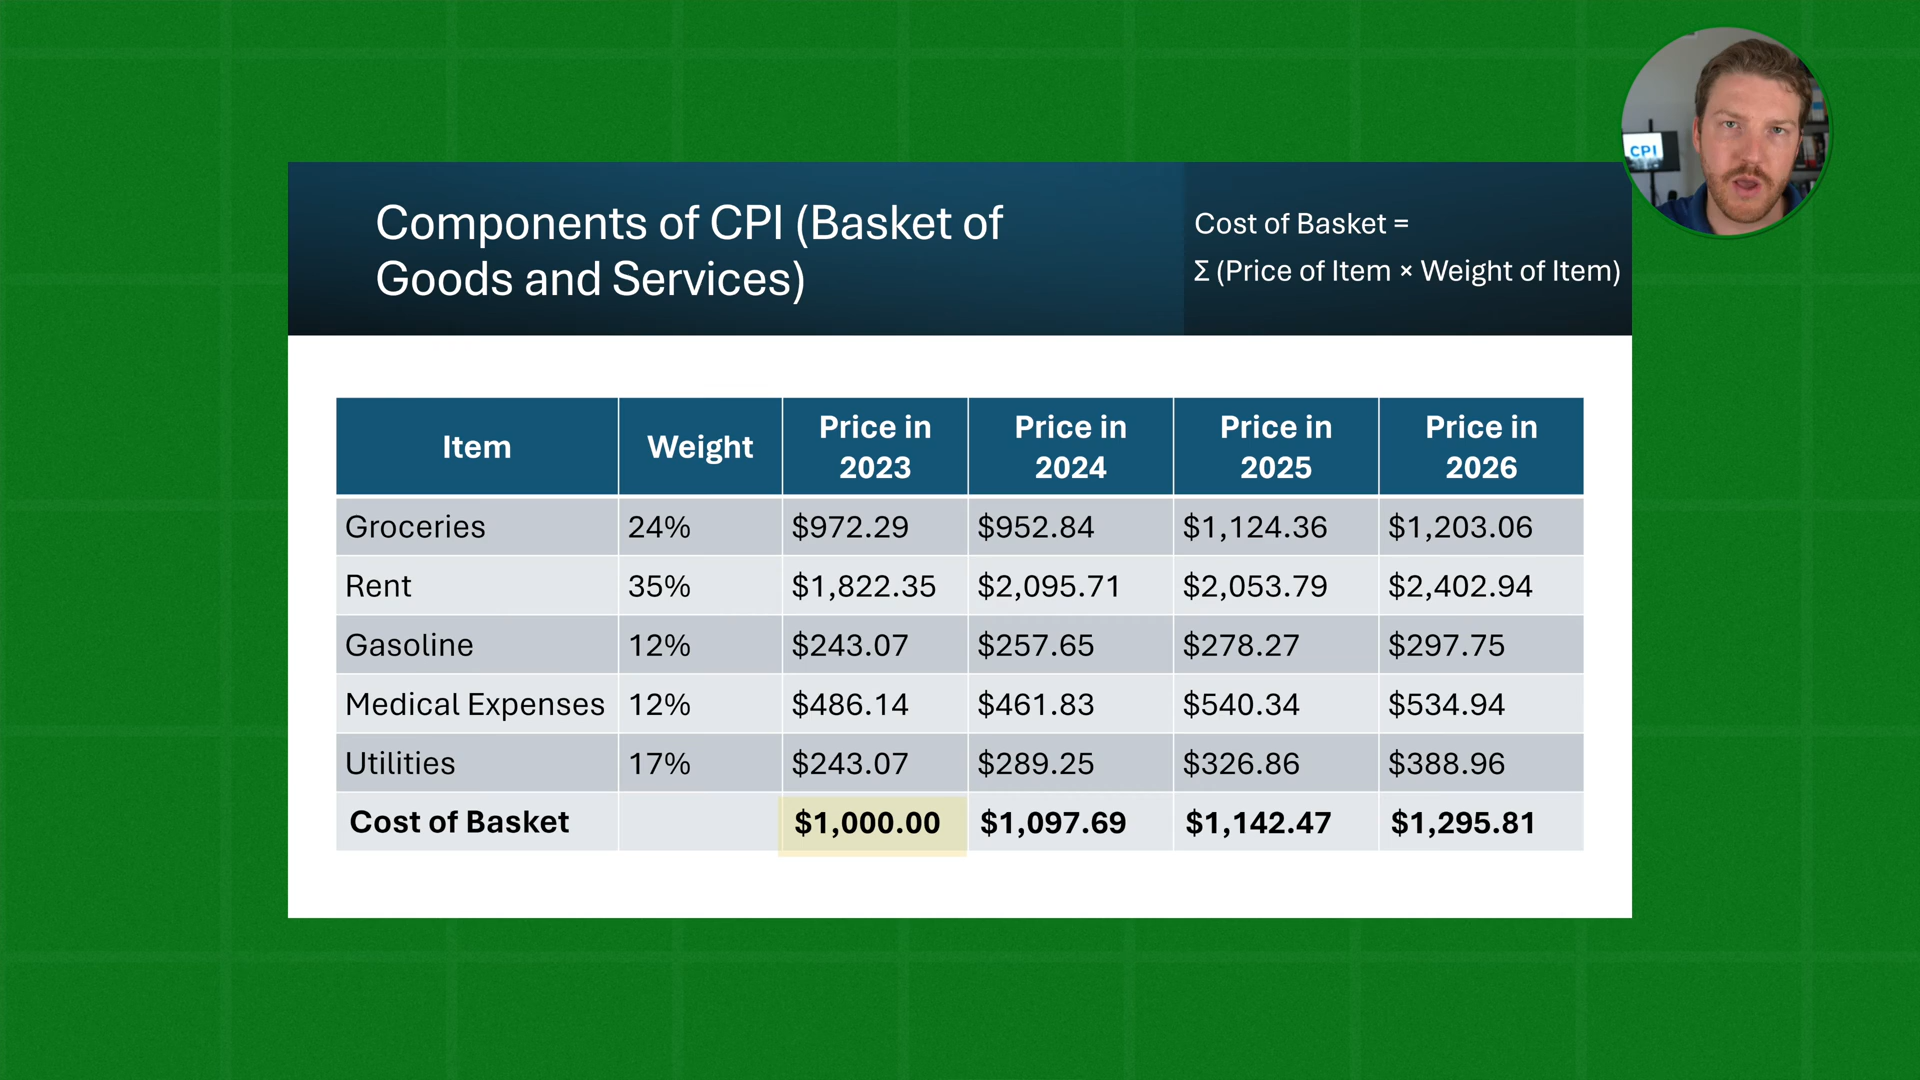 CPI
Components of CPI (Basket of
Goods and Services)
Cost of Basket =
Σ (Price of Item × Weight of Item)
Item Weight Price in 2023 Price in 2024 Price in 2025 Price in 2026
Groceries 24% $972.29 $952.84 $1,124.36 $1,203.06
Rent 35% $1,822.35 $2,095.71 $2,053.79 $2,402.94
Gasoline 12% $243.07 $257.65 $278.27 $297.75
Medical Expenses 12% $486.14 $461.83 $540.34 $534.94
Utilities 17% $243.07 $289.25 $326.86 $388.96
Cost of Basket $1,000.00 $1,097.69 $1,142.47 $1,295.81